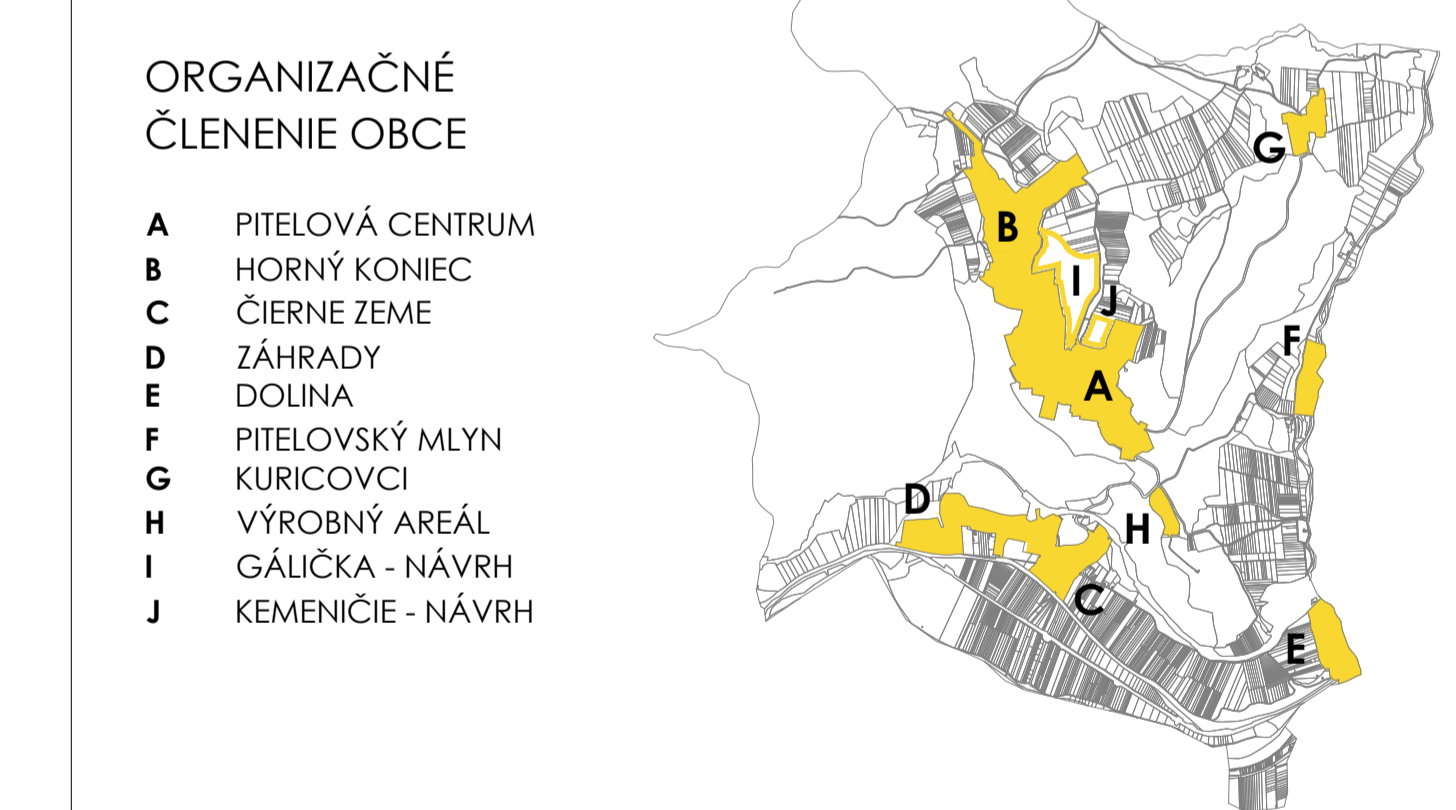 ORGANIZAČNÉ
ČLENENIE OBCE
A PITELOVÁ CENTRUM
B HORNÝ KONIEC
C ČIERNE ZEME
D ZÁHRADY
E DOLINA
F PITELOVSKÝ MLYN
G KURICOVCI
H VÝROBNÝ AREÁL
I GÁLIČKA - NÁVRH
J KEMENIČIE - NÁVRH
G
B
I
J
F
A
D
H
C
E